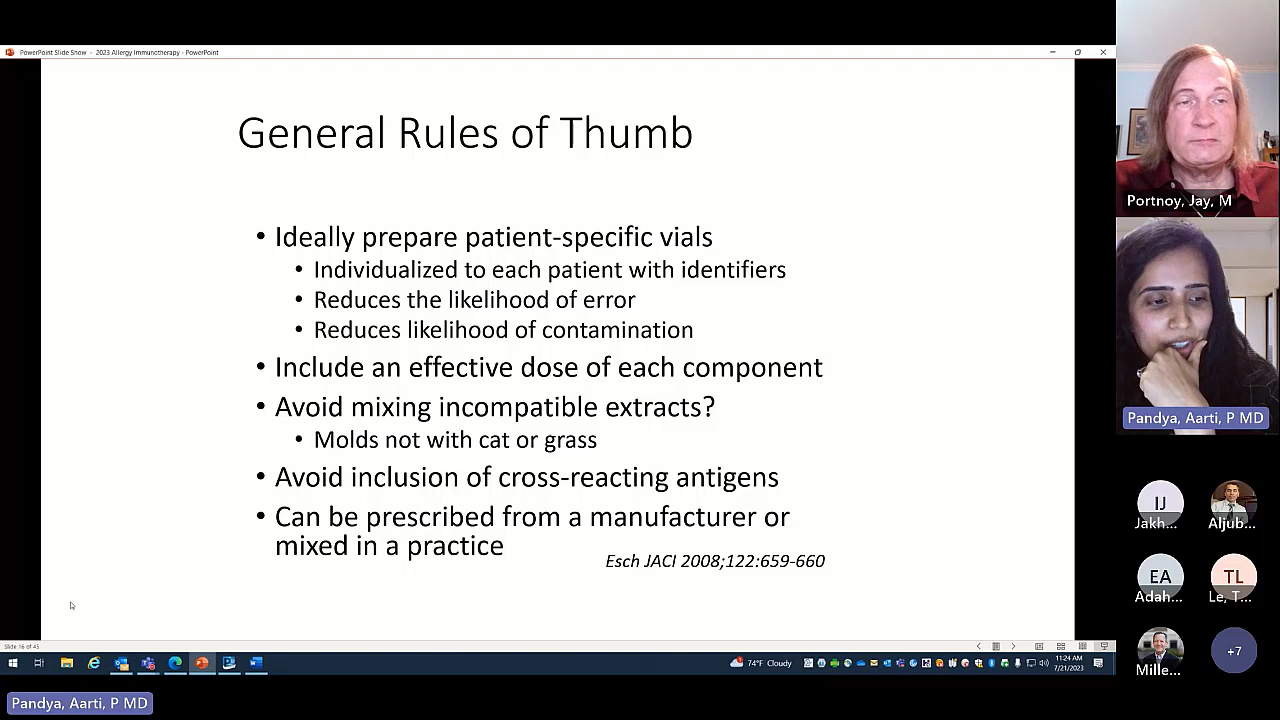 PowerPoint Slide Show - 2023 Allergy Immunotherapy - PowerPoint
General Rules of Thumb
• Ideally prepare patient-specific vials
• Individualized to each patient with identifiers
• Reduces the likelihood of error
• Reduces likelihood of contamination
• Include an effective dose of each component
• Avoid mixing incompatible extracts?
• Molds not with cat or grass
• Avoid inclusion of cross-reacting antigens
• Can be prescribed from a manufacturer or
mixed in a practice
Esch JACI 2008;122:659-660
Slide 16 of 45
74°F Cloudy
11:24 AM
7/21/2023
Pandya, Aarti, P MD
Portnoy, Jay, M
Pandya, Aarti, P MD
IJ
Jakh...
Aljub...
EA
Adah...
TL
Le, T...
Mille...
+7